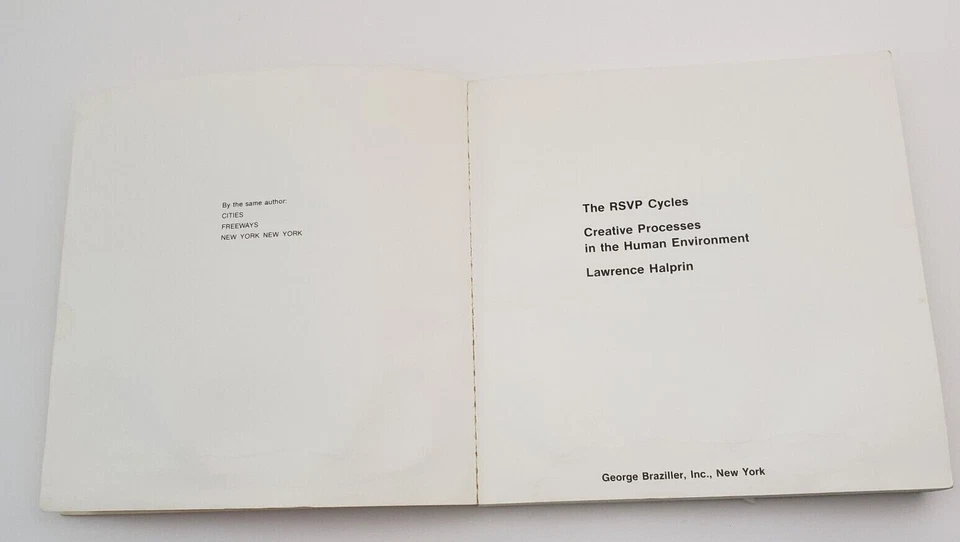 By the same author:
CITIES
FREEWAYS
NEW YORK NEW YORK
The RSVP Cycles
Creative Processes
in the Human Environment
Lawrence Halprin
George Braziller, Inc., New York